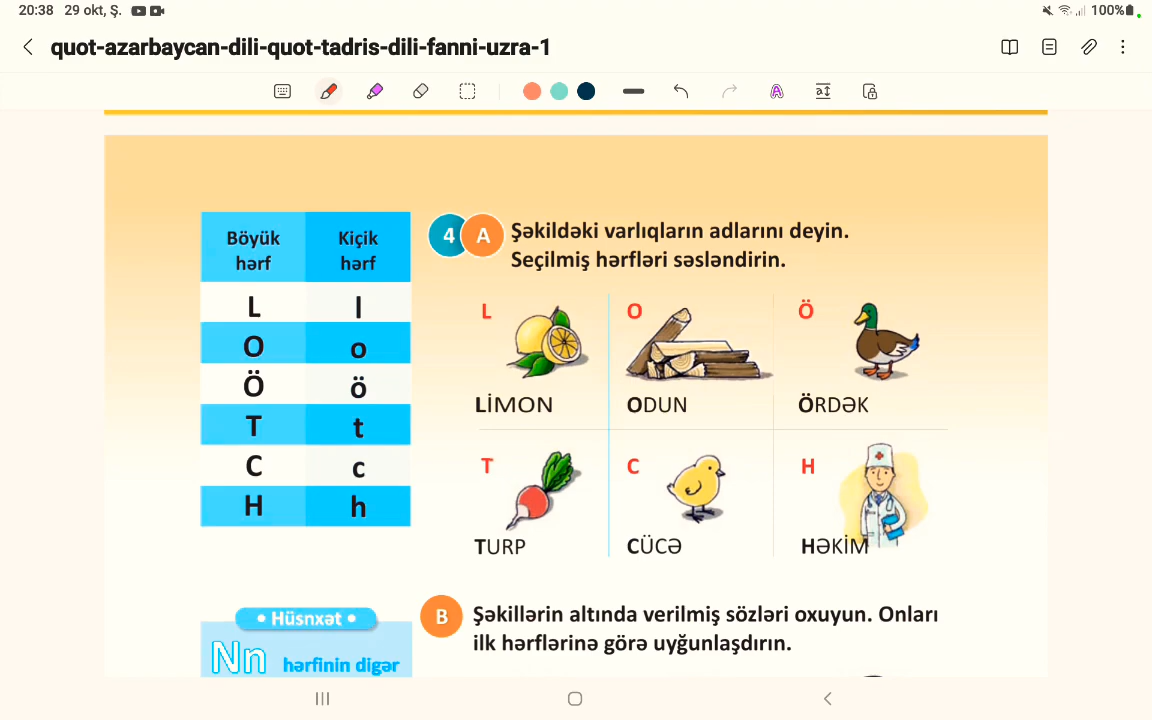 20:38 29 okt, Ş. 100%
quot-azarbaycan-dili-quot-tadris-dili-fanni-uzra-1
Böyük hərf
Kiçik hərf
L l
O o
Ö ö
T t
C c
H h
4 A Şəkildəki varlıqların adlarını deyin.
Seçilmiş hərfləri səsləndirin.
L O Ö
LİMON ODUN ÖRDƏK
T C H
TURP CÜCƏ HƏKİM
• Hüsnxət •
Nn hərfinin digər
B Şəkillərin altında verilmiş sözləri oxuyun. Onları
ilk hərflərinə görə uyğunlaşdırın.